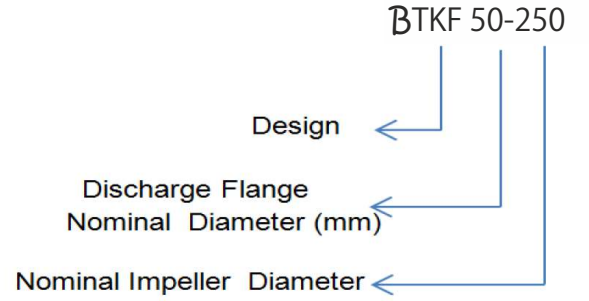 BTKF 50-250
Design
Discharge Flange
Nominal Diameter (mm)
Nominal Impeller Diameter